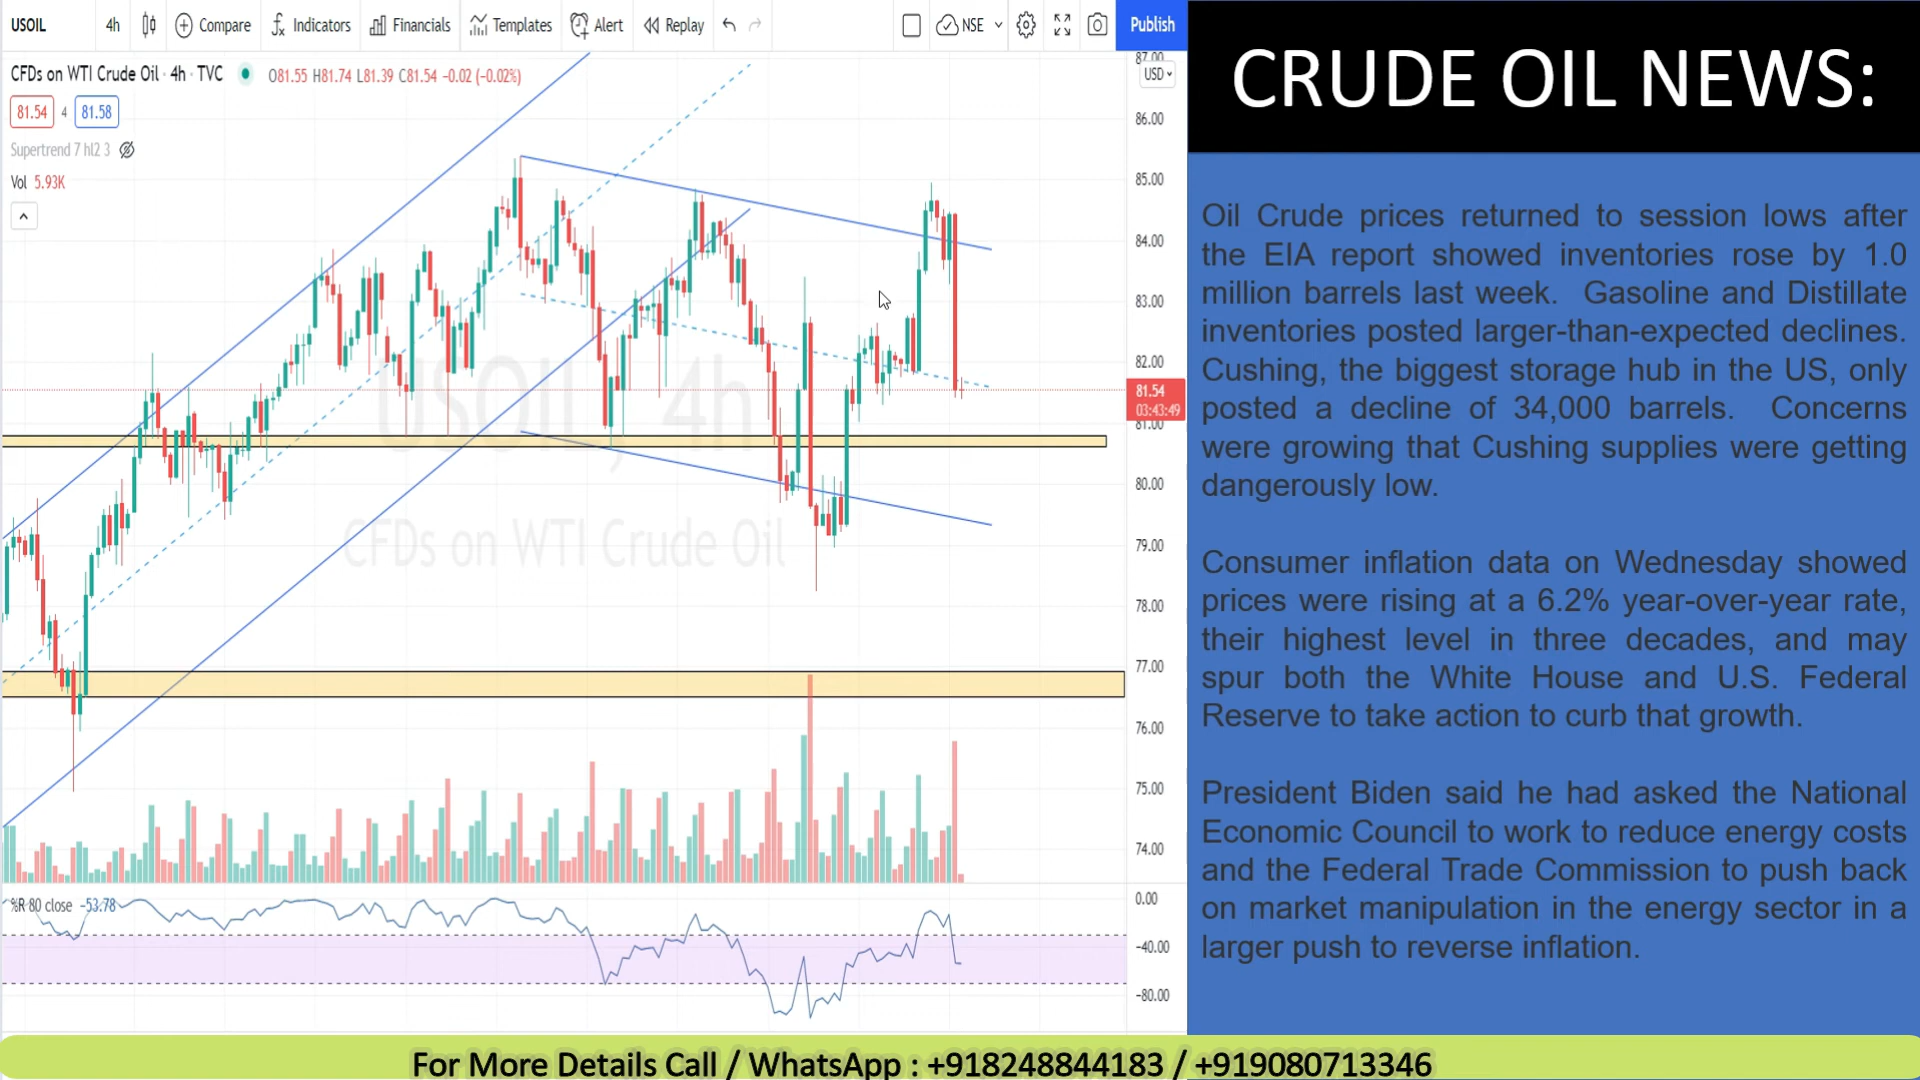 USOIL 4h Compare Indicators Financials Templates Alert Replay NSE Publish
CRUDE OIL NEWS:
CFDs on WTI Crude Oil · 4h · TVC O81.55 H81.74 L81.39 C81.54 −0.02 (−0.02%)
81.54 4 81.58
Supertrend 7 hl2 3
Vol 5.93K
USOIL, 4h
CFDs on WTI Crude Oil
87.00
USD
86.00
85.00
84.00
83.00
82.00
81.54
03:43:49
81.00
80.00
79.00
78.00
77.00
76.00
75.00
74.00
%R 80 close −53.78
0.00
−40.00
−80.00
Oil Crude prices returned to session lows after
the EIA report showed inventories rose by 1.0
million barrels last week. Gasoline and Distillate
inventories posted larger-than-expected declines.
Cushing, the biggest storage hub in the US, only
posted a decline of 34,000 barrels. Concerns
were growing that Cushing supplies were getting
dangerously low.
Consumer inflation data on Wednesday showed
prices were rising at a 6.2% year-over-year rate,
their highest level in three decades, and may
spur both the White House and U.S. Federal
Reserve to take action to curb that growth.
President Biden said he had asked the National
Economic Council to work to reduce energy costs
and the Federal Trade Commission to push back
on market manipulation in the energy sector in a
larger push to reverse inflation.
For More Details Call / WhatsApp : +918248844183 / +919080713346